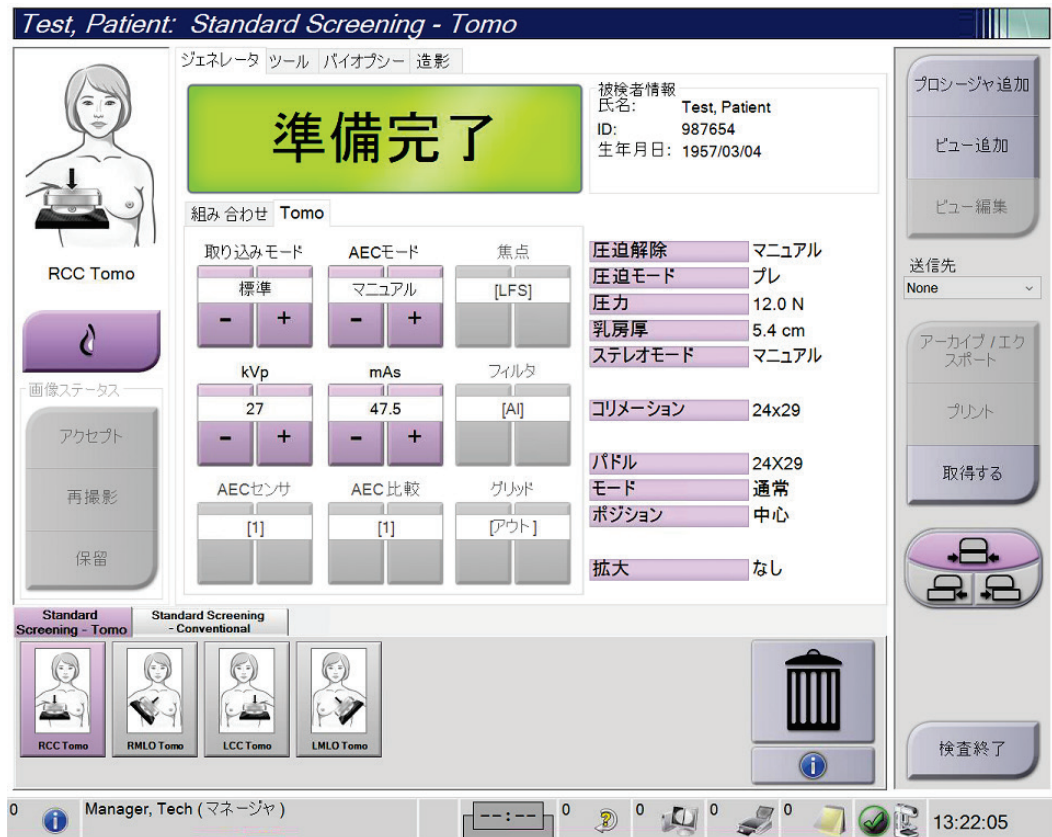 Test, Patient: Standard Screening - Tomo
ジェネレータ ツール バイオプシー 造影
準備完了
被検者情報
氏名: Test, Patient
ID: 987654
生年月日: 1957/03/04
RCC Tomo
組み合わせ Tomo
取り込みモード AECモード 焦点
標準 マニュアル [LFS]
- + - +
kVp mAs フィルタ
27 47.5 [Al]
- + - +
AECセンサ AEC 比較 グリッド
[1] [1] [アウト]
圧迫解除 マニュアル
圧迫モード プレ
圧力 12.0 N
乳房厚 5.4 cm
ステレオモード マニュアル
コリメーション 24x29
パドル 24X29
モード 通常
ポジション 中心
拡大 なし
画像ステータス
アクセプト
再撮影
保留
プロシージャ追加
ビュー追加
ビュー編集
送信先
None
アーカイブ / エク
スポート
プリント
取得する
検査終了
Standard
Screening - Tomo
Standard Screening
- Conventional
RCC Tomo
RMLO Tomo
LCC Tomo
LMLO Tomo
0 Manager, Tech ( マネージャ ) --:-- 0 0 0 0 13:22:05